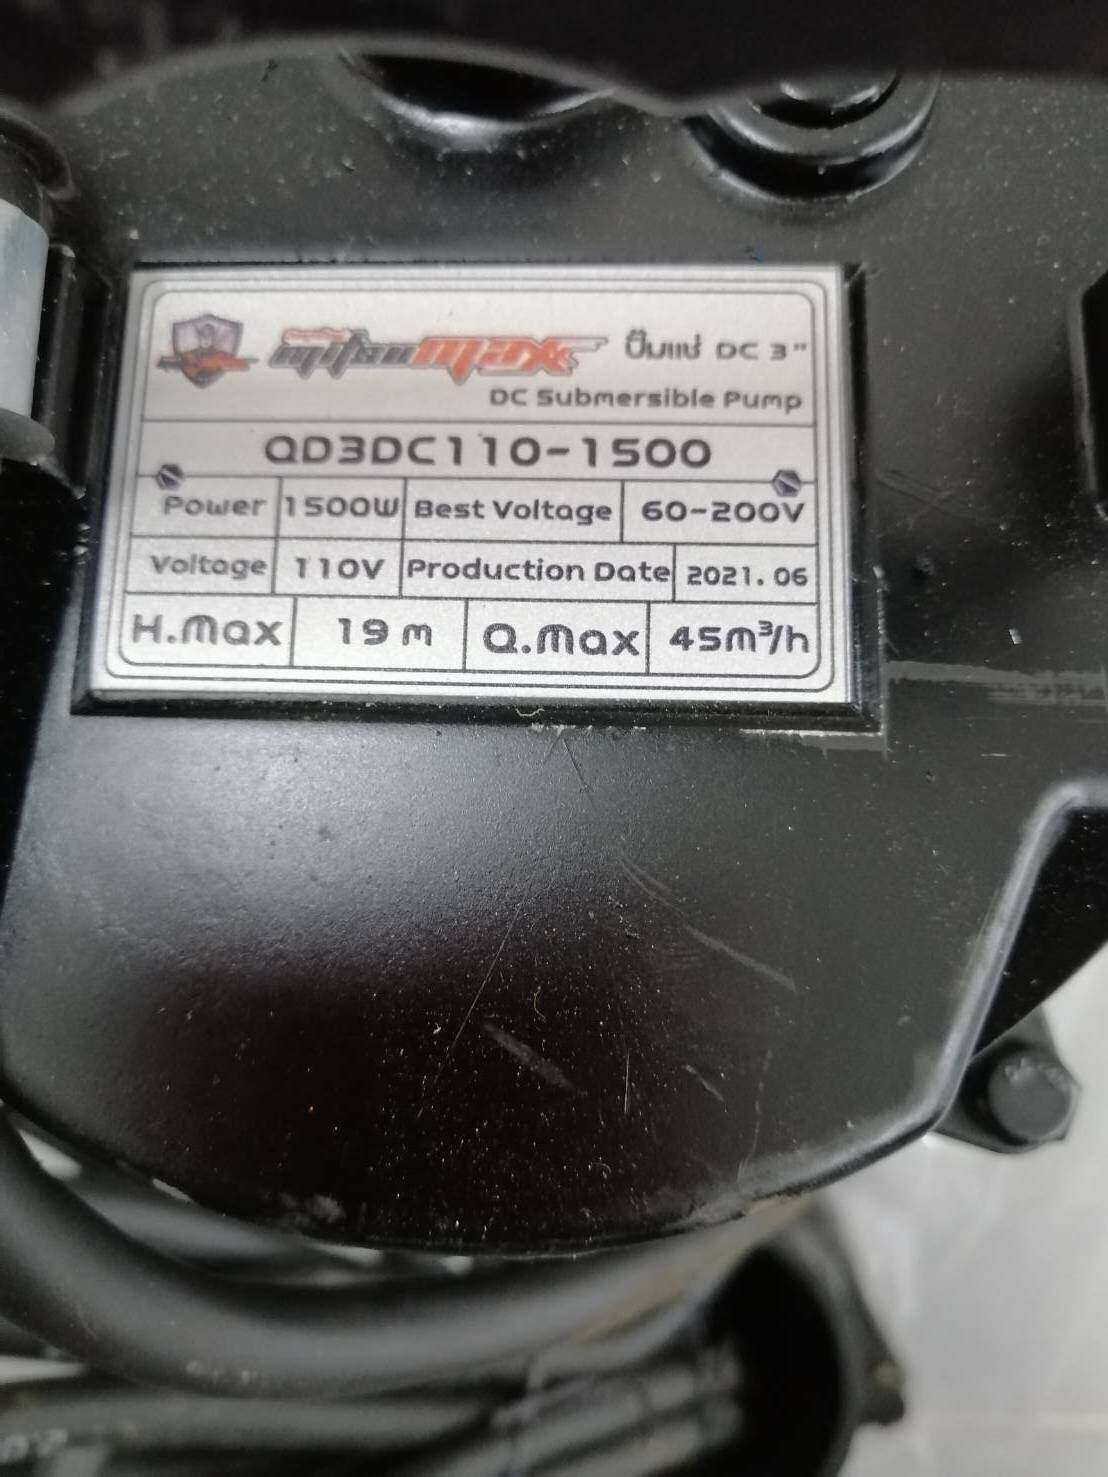 mitsumax ปั๊มแช่ DC 3"
DC Submersible Pump
QD3DC110-1500
Power 1500W Best Voltage 60-200V
Voltage 110V Production Date 2021.06
H.Max 19 m Q.Max 45m³/h